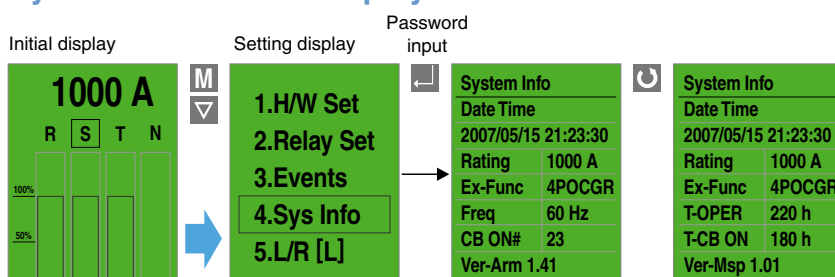 Password
Initial display
Setting display
input
1000 A
R S T N
100%
50%
M
1.H/W Set
2.Relay Set
3.Events
4.Sys Info
5.L/R [L]
System Info
Date Time
2007/05/15 21:23:30
Rating 1000 A
Ex-Func 4POCGR
Freq 60 Hz
CB ON# 23
Ver-Arm 1.41
System Info
Date Time
2007/05/15 21:23:30
Rating 1000 A
Ex-Func 4POCGR
T-OPER 220 h
T-CB ON 180 h
Ver-Msp 1.01